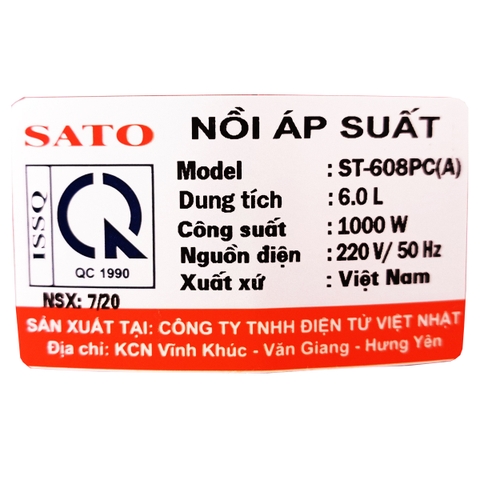 SATO
NỒI ÁP SUẤT
ISSQ
QC 1990
Model : ST-608PC(A)
Dung tích : 6.0 L
Công suất : 1000 W
Nguồn điện : 220 V/ 50 Hz
Xuất xứ : Việt Nam
NSX: 7/20
SẢN XUẤT TẠI: CÔNG TY TNHH ĐIỆN TỬ VIỆT NHẬT
Địa chỉ: KCN Vĩnh Khúc - Văn Giang - Hưng Yên